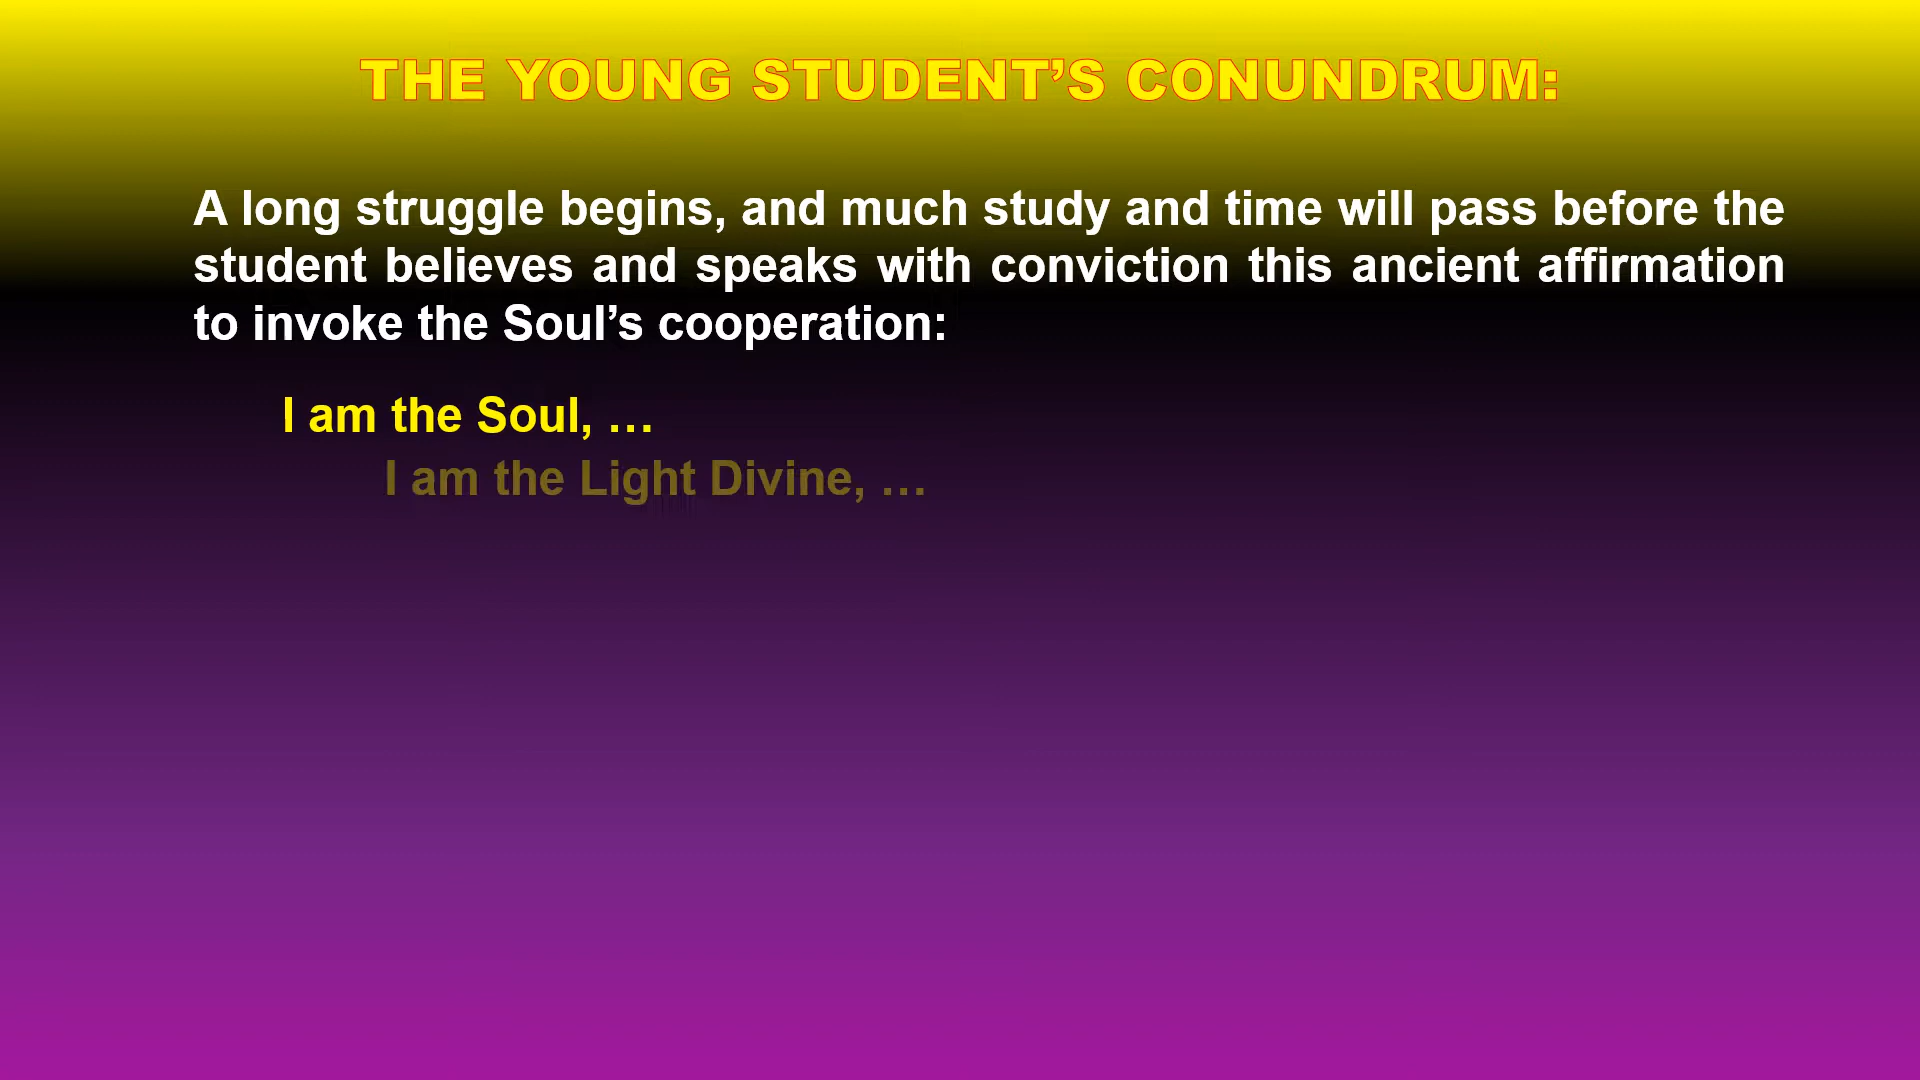 THE YOUNG STUDENT’S CONUNDRUM:
A long struggle begins, and much study and time will pass before the
student believes and speaks with conviction this ancient affirmation
to invoke the Soul’s cooperation:
I am the Soul, …
I am the Light Divine, …